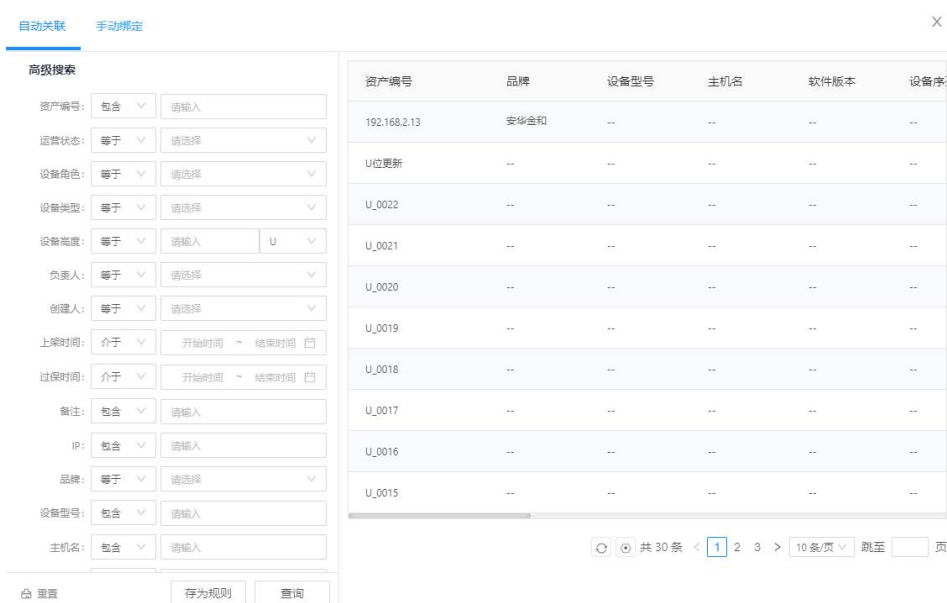 自动关联 手动绑定
高级搜索
资产编号: 包含 请输入
运营状态: 等于 请选择
设备角色: 等于 请选择
设备类型: 等于 请选择
设备高度: 等于 请输入 U
负责人: 等于 请选择
创建人: 等于 请选择
上架时间: 介于 开始时间 ~ 结束时间
过保时间: 介于 开始时间 ~ 结束时间
备注: 包含 请输入
IP: 包含 请输入
品牌: 等于 请选择
设备型号: 包含 请输入
主机名: 包含 请输入
重置 存为规则 查询
资产编号 品牌 设备型号 主机名 软件版本 设备序
192.168.2.13 安华金和 -- -- -- --
U位更新 -- -- -- -- --
U_0022 -- -- -- -- --
U_0021 -- -- -- -- --
U_0020 -- -- -- -- --
U_0019 -- -- -- -- --
U_0018 -- -- -- -- --
U_0017 -- -- -- -- --
U_0016 -- -- -- -- --
U_0015 -- -- -- -- --
共 30 条 < 1 2 3 > 10 条/页 跳至 页